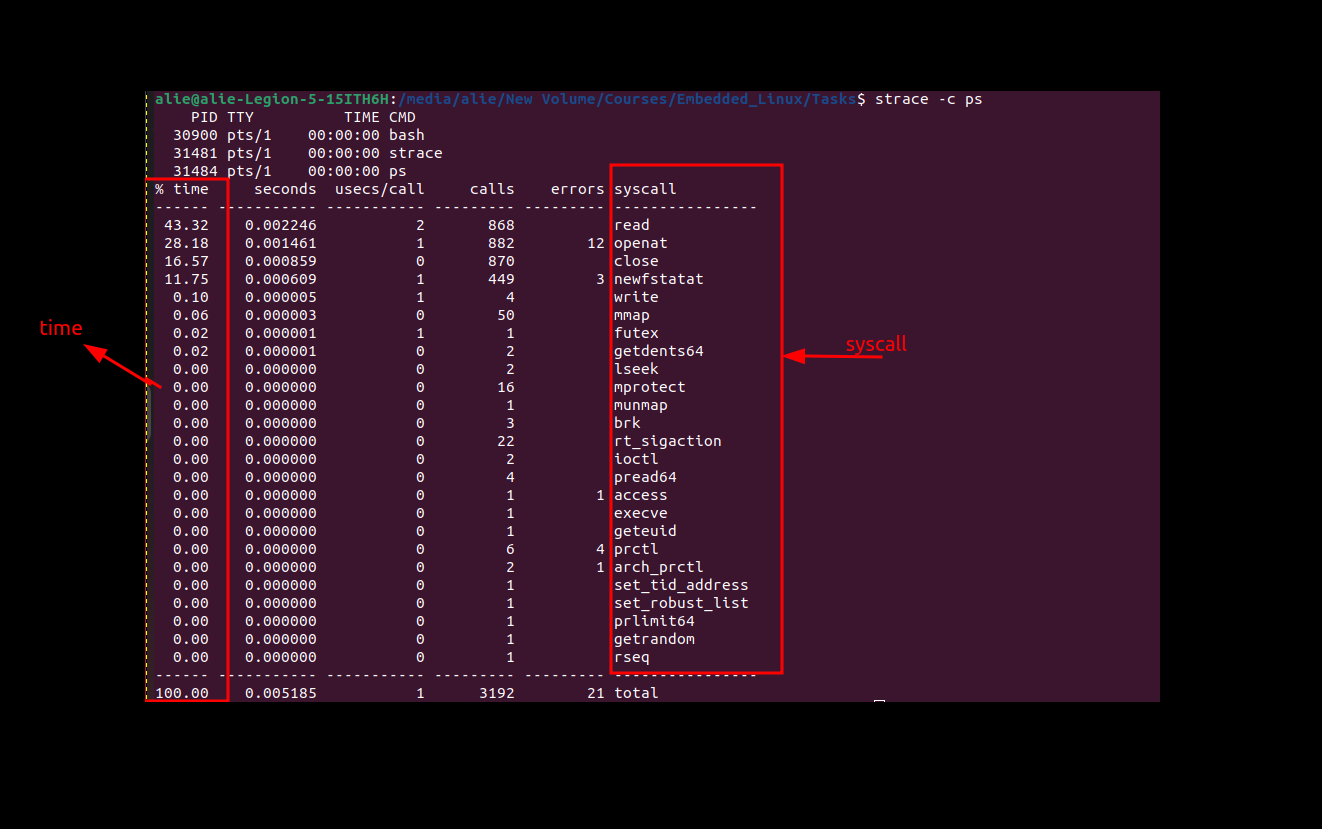 alie@alie-Legion-5-15ITH6H:/media/alie/New Volume/Courses/Embedded_Linux/Tasks$ strace -c ps
    PID TTY          TIME CMD
  30900 pts/1    00:00:00 bash
  31481 pts/1    00:00:00 strace
  31484 pts/1    00:00:00 ps
% time     seconds  usecs/call     calls    errors syscall
------ ----------- ----------- --------- --------- ----------------
 43.32    0.002246           2       868           read
 28.18    0.001461           1       882        12 openat
 16.57    0.000859           0       870           close
 11.75    0.000609           1       449         3 newfstatat
  0.10    0.000005           1         4           write
  0.06    0.000003           0        50           mmap
  0.02    0.000001           1         1           futex
  0.02    0.000001           0         2           getdents64
  0.00    0.000000           0         2           lseek
  0.00    0.000000           0        16           mprotect
  0.00    0.000000           0         1           munmap
  0.00    0.000000           0         3           brk
  0.00    0.000000           0        22           rt_sigaction
  0.00    0.000000           0         2           ioctl
  0.00    0.000000           0         4           pread64
  0.00    0.000000           0         1         1 access
  0.00    0.000000           0         1           execve
  0.00    0.000000           0         1           geteuid
  0.00    0.000000           0         6         4 prctl
  0.00    0.000000           0         2         1 arch_prctl
  0.00    0.000000           0         1           set_tid_address
  0.00    0.000000           0         1           set_robust_list
  0.00    0.000000           0         1           prlimit64
  0.00    0.000000           0         1           getrandom
  0.00    0.000000           0         1           rseq
------ ----------- ----------- --------- --------- ----------------
100.00    0.005185           1      3192        21 total
time
syscall